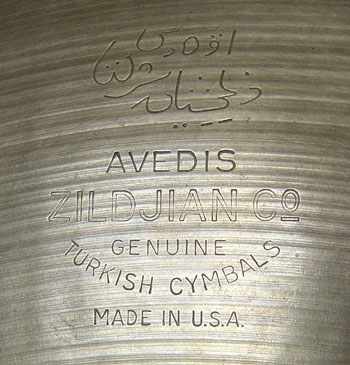 AVEDIS
ZILDJIAN Cº
GENUINE
TURKISH CYMBALS
MADE IN U.S.A.